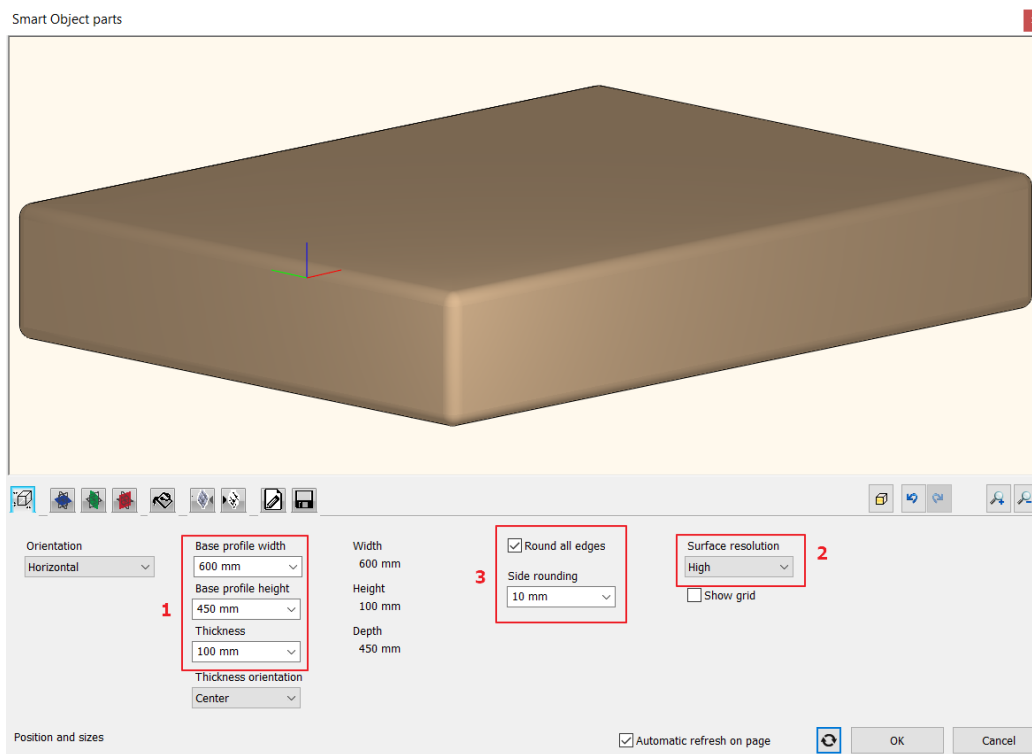 Smart Object parts
Orientation
Horizontal
Base profile width
600 mm
Base profile height
450 mm
Thickness
100 mm
Thickness orientation
Center
1
Width
600 mm
Height
100 mm
Depth
450 mm
3
Round all edges
Side rounding
10 mm
Surface resolution
High
2
Show grid
Position and sizes
Automatic refresh on page
OK
Cancel